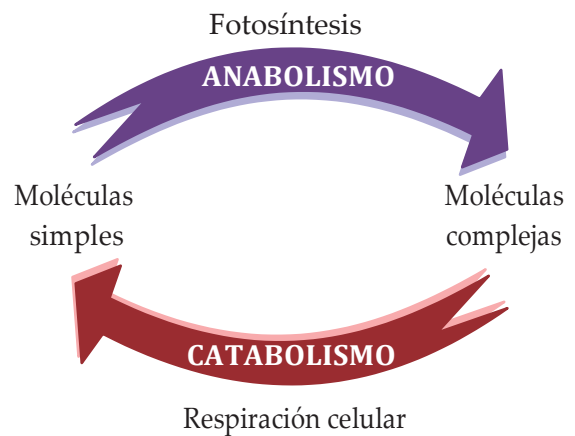 Fotosíntesis
ANABOLISMO
Moléculas
simples
Moléculas
complejas
CATABOLISMO
Respiración celular